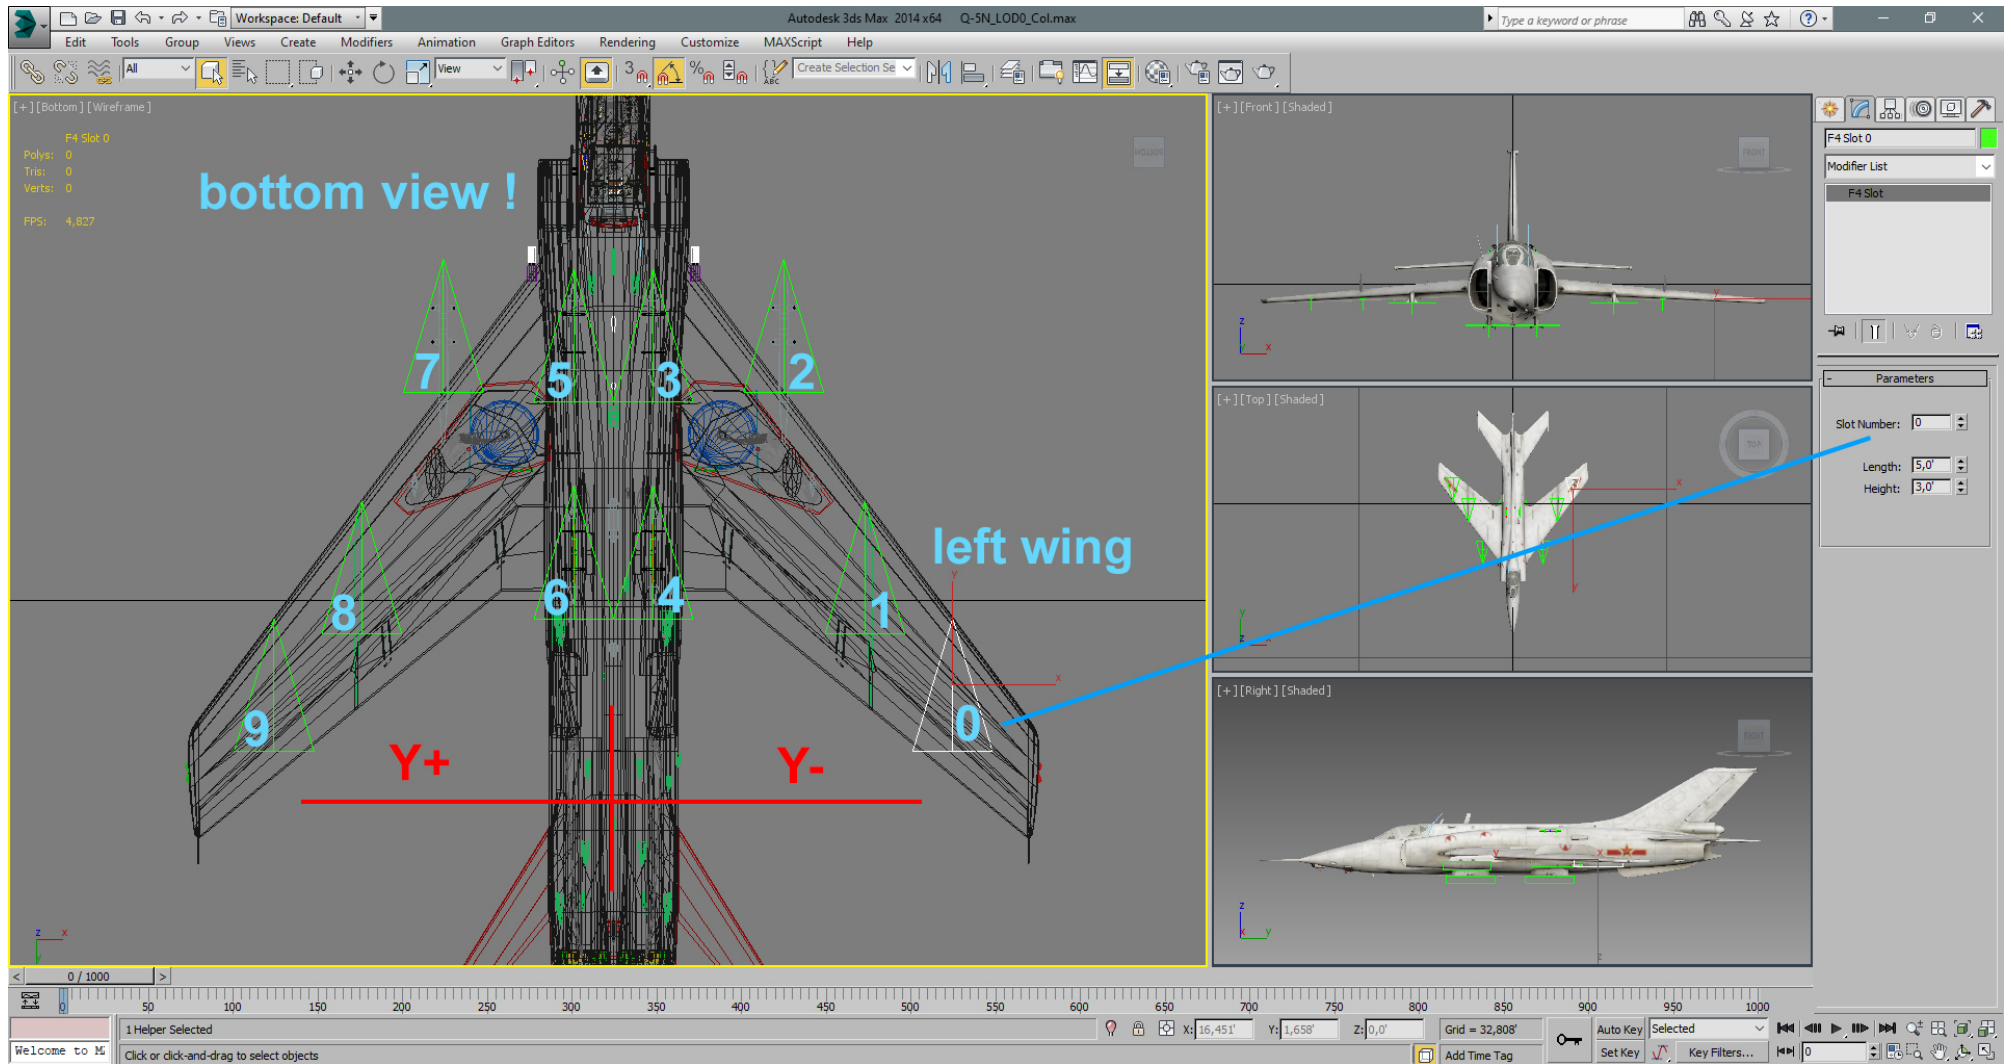 Workspace: Default
Autodesk 3ds Max 2014 x64 Q-5N_LOD0_Col.max
Type a keyword or phrase
Edit Tools Group Views Create Modifiers Animation Graph Editors Rendering Customize MAXScript Help
All
View
3
%
ABC
Create Selection Se
[+][Bottom][Wireframe]
F4 Slot 0
Polys: 0
Tris: 0
Verts: 0
FPS: 4,827
bottom view !
7
5
3
2
left wing
8
6
4
1
9
0
Y+
Y-
y
x
z x
y
[+][Front][Shaded]
FRONT
y
z
y x
[+][Top][Shaded]
TOP
x
y
y
z
[+][Right][Shaded]
y
x
z
z
x y
F4 Slot 0
Modifier List
F4 Slot
- Parameters
Slot Number: 0
Length: 5,0'
Height: 3,0'
< 0 / 1000 >
0 50 100 150 200 250 300 350 400 450 500 550 600 650 700 750 800 850 900 950 1000
1 Helper Selected
X: 16,451' Y: 1,658' Z: 0,0' Grid = 32,808'
Auto Key Selected
Welcome to M
Click or click-and-drag to select objects
Add Time Tag
Set Key Key Filters... 0